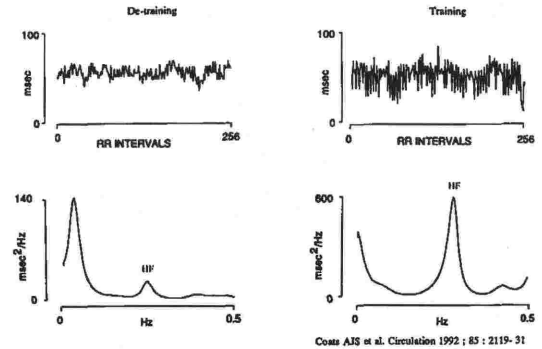 De-training
Training
100
msec
0
0
256
RR INTERVALS
100
msec
0
0
256
RR INTERVALS
140
msec²/Hz
0
HF
0
0.5
Hz
600
msec²/Hz
0
HF
0
0.5
Hz
Coats AJS et al. Circulation 1992 ; 85 : 2119- 31